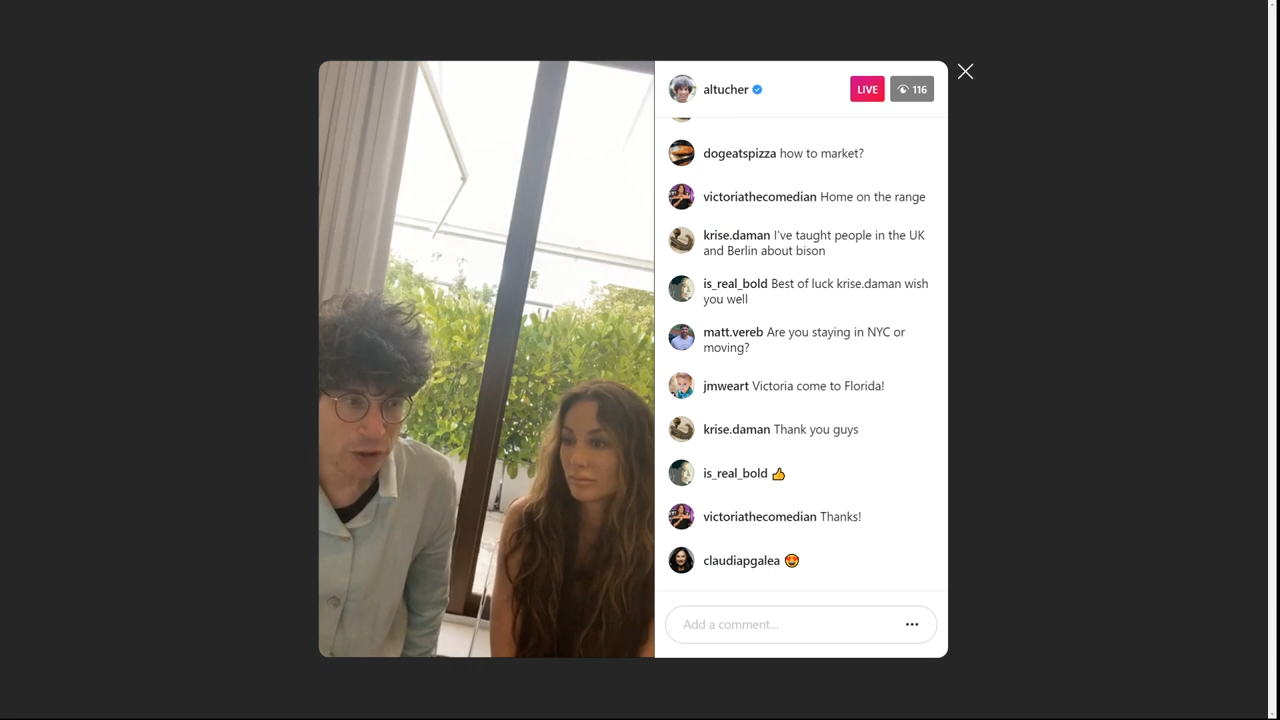 altucher
LIVE
116
dogeatspizza how to market?
victoriathecomedian Home on the range
krise.daman I've taught people in the UK
and Berlin about bison
is_real_bold Best of luck krise.daman wish
you well
matt.vereb Are you staying in NYC or
moving?
jmweart Victoria come to Florida!
krise.daman Thank you guys
is_real_bold 👍
victoriathecomedian Thanks!
claudiapgalea 😍
Add a comment...